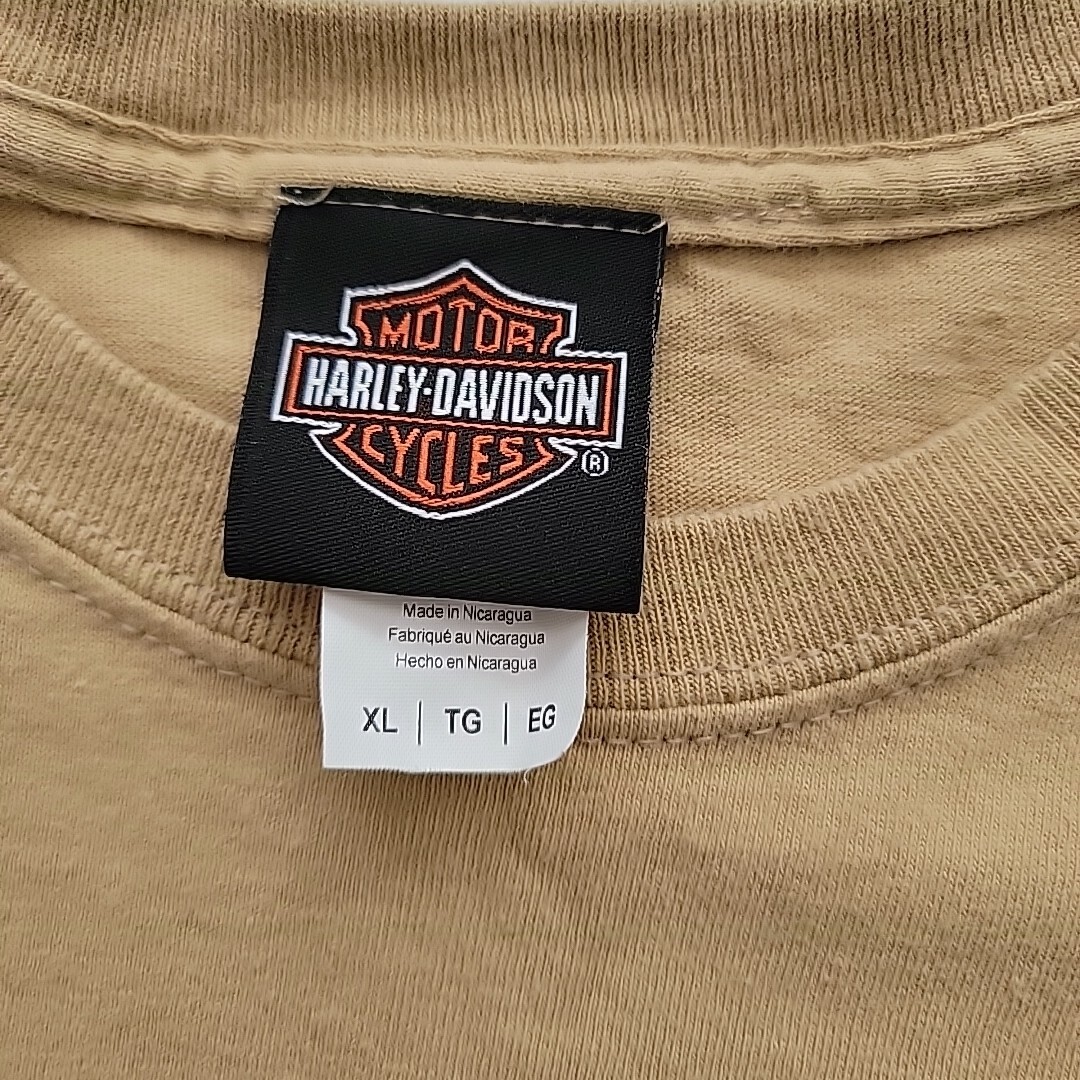 MOTOR
HARLEY-DAVIDSON
CYCLES
®
Made in Nicaragua
Fabriqué au Nicaragua
Hecho en Nicaragua
XL | TG | EG